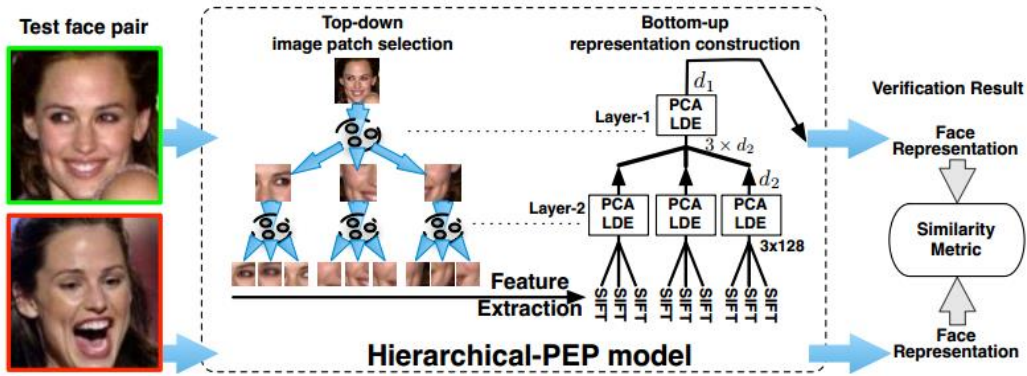 Test face pair
Top-down
image patch selection
Bottom-up
representation construction
d₁
PCA
LDE
Layer-1
3 × d₂
d₂
Layer-2
PCA
LDE
PCA
LDE
PCA
LDE
3x128
SIFT
SIFT
SIFT
SIFT
SIFT
SIFT
SIFT
SIFT
SIFT
Feature
Extraction
Hierarchical-PEP model
Verification Result
Face
Representation
Similarity
Metric
Face
Representation